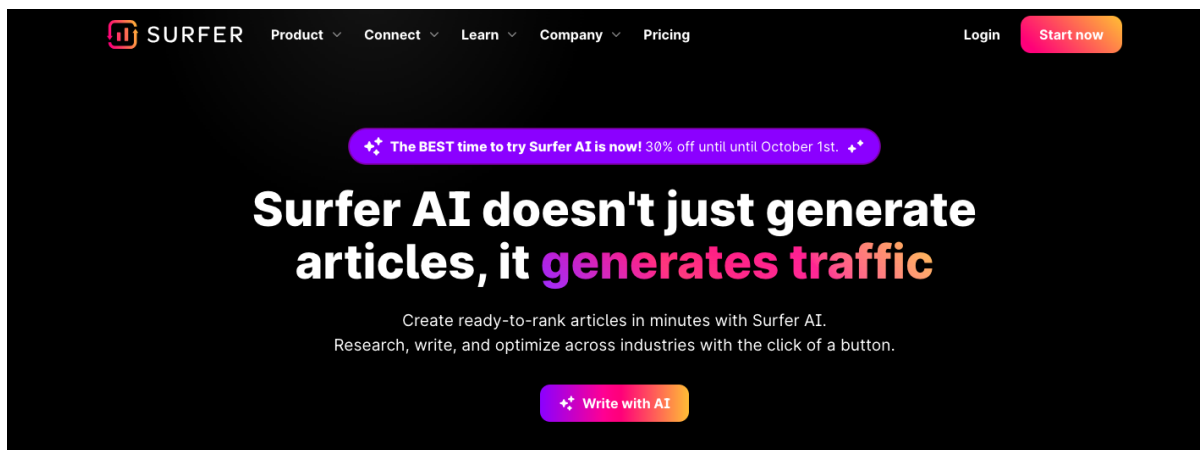 SURFER
Product
Connect
Learn
Company
Pricing
Login
Start now
The BEST time to try Surfer AI is now! 30% off until until October 1st.
Surfer AI doesn't just generate
articles, it generates traffic
Create ready-to-rank articles in minutes with Surfer AI.
Research, write, and optimize across industries with the click of a button.
Write with AI